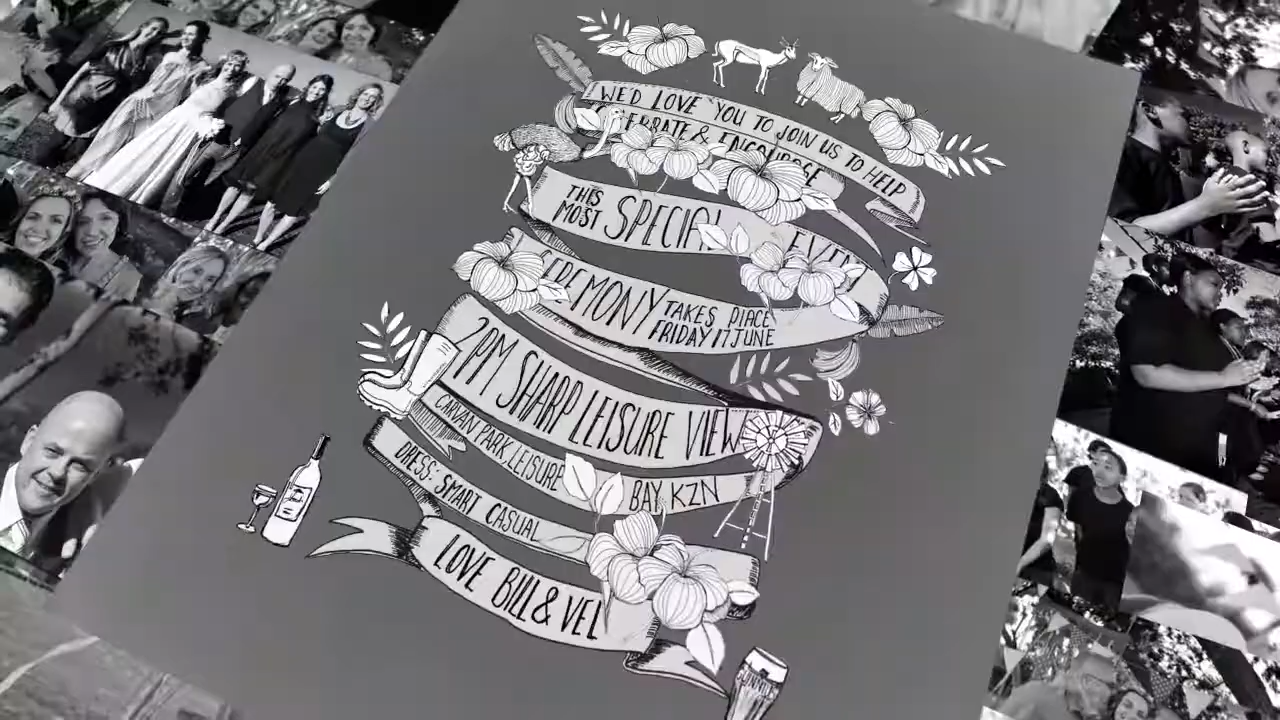 WE'D LOVE YOU TO JOIN US TO HELP
& ENCOURAGE
THIS MOST SPECIAL EVENT
CEREMONY TAKES PLACE
FRIDAY 17 JUNE
2PM SHARP LEISURE VIEW
CARVAN PARK LEISURE BAY KZN
DRESS: SMART CASUAL
LOVE BILL & VEL